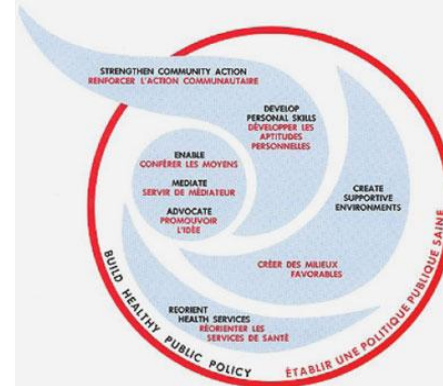 STRENGTHEN COMMUNITY ACTION
RENFORCER L'ACTION COMMUNAUTAIRE
DEVELOP
PERSONAL SKILLS
DÉVELOPPER LES
APTITUDES
PERSONNELLES
ENABLE
CONFÉRER LES MOYENS
MEDIATE
SERVIR DE MÉDIATEUR
ADVOCATE
PROMOUVOIR
L'IDÉE
CREATE
SUPPORTIVE
ENVIRONMENTS
CRÉER DES MILIEUX
FAVORABLES
REORIENT
HEALTH SERVICES
RÉORIENTER LES
SERVICES DE SANTÉ
BUILD HEALTHY PUBLIC POLICY
ÉTABLIR UNE POLITIQUE PUBLIQUE SAINE